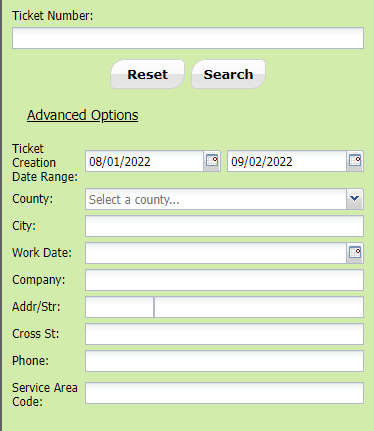 Ticket Number:
Reset Search
Advanced Options
Ticket
Creation
Date Range: 08/01/2022 09/02/2022
County: Select a county...
City:
Work Date:
Company:
Addr/Str:
Cross St:
Phone:
Service Area
Code: